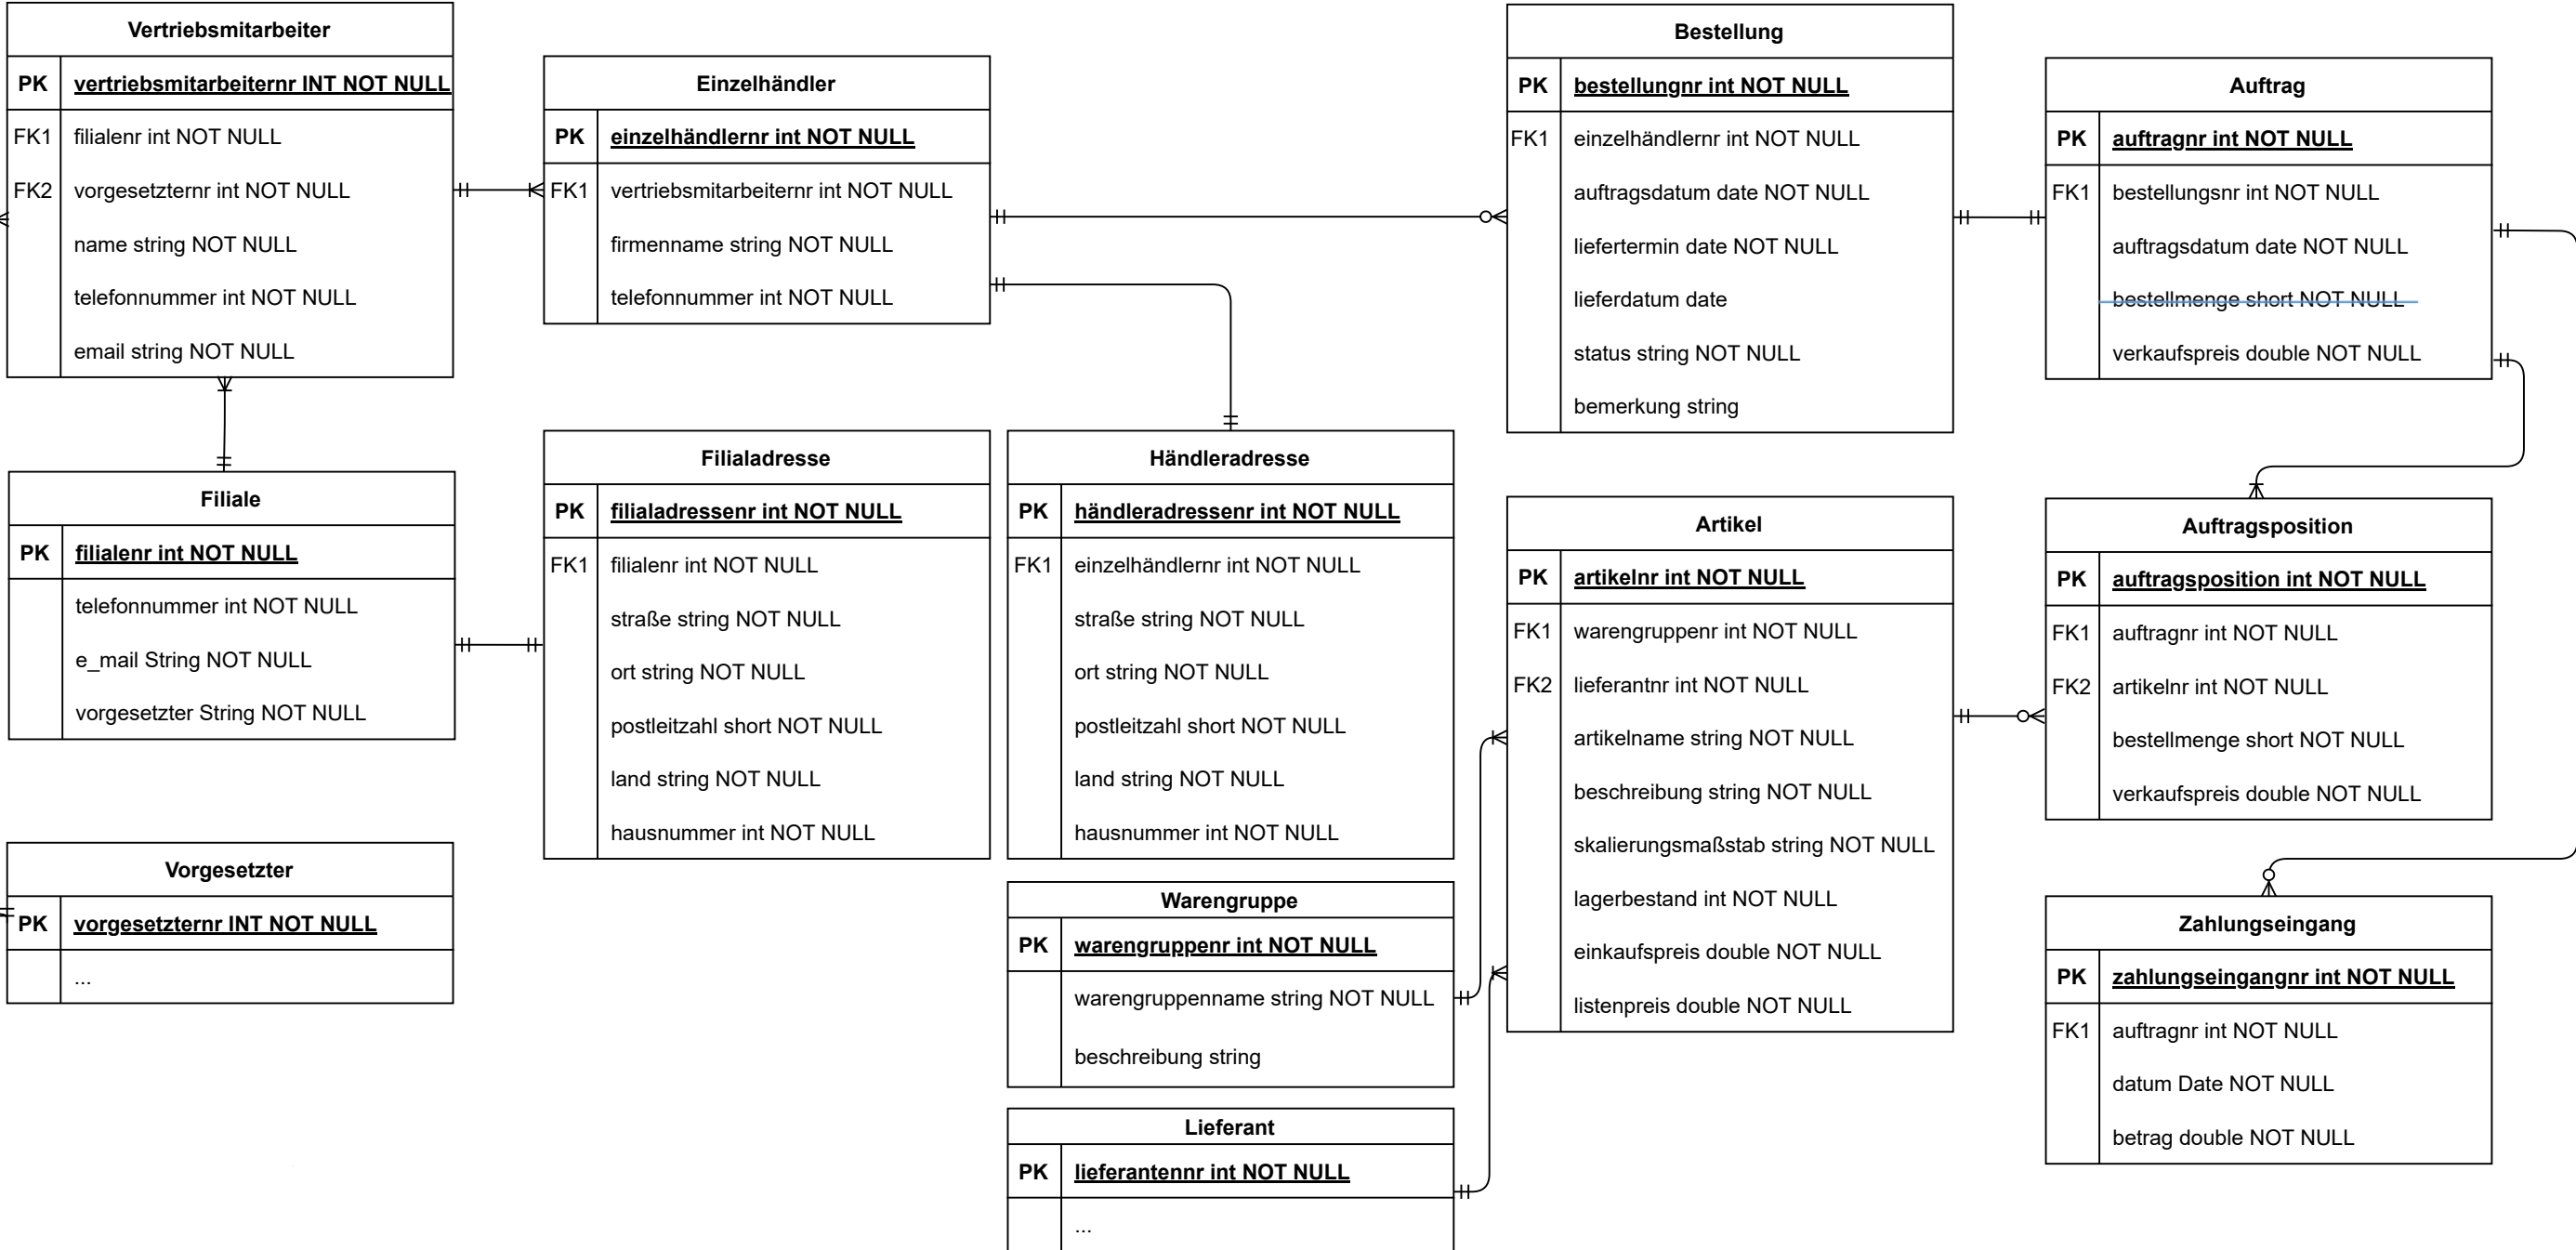 Vertriebsmitarbeiter
PK vertriebsmitarbeiternr INT NOT NULL
FK1 filialenr int NOT NULL
FK2 vorgesetzternr int NOT NULL
name string NOT NULL
telefonnummer int NOT NULL
email string NOT NULL
Einzelhändler
PK einzelhändlernr int NOT NULL
FK1 vertriebsmitarbeiternr int NOT NULL
firmenname string NOT NULL
telefonnummer int NOT NULL
Bestellung
PK bestellungnr int NOT NULL
FK1 einzelhändlernr int NOT NULL
auftragsdatum date NOT NULL
liefertermin date NOT NULL
lieferdatum date
status string NOT NULL
bemerkung string
Auftrag
PK auftragnr int NOT NULL
FK1 bestellungsnr int NOT NULL
auftragsdatum date NOT NULL
bestellmenge short NOT NULL
verkaufspreis double NOT NULL
Filiale
PK filialenr int NOT NULL
telefonnummer int NOT NULL
e_mail String NOT NULL
vorgesetzter String NOT NULL
Filialadresse
PK filialadressenr int NOT NULL
FK1 filialenr int NOT NULL
straße string NOT NULL
ort string NOT NULL
postleitzahl short NOT NULL
land string NOT NULL
hausnummer int NOT NULL
Händleradresse
PK händleradressenr int NOT NULL
FK1 einzelhändlernr int NOT NULL
straße string NOT NULL
ort string NOT NULL
postleitzahl short NOT NULL
land string NOT NULL
hausnummer int NOT NULL
Artikel
PK artikelnr int NOT NULL
FK1 warengruppenr int NOT NULL
FK2 lieferantnr int NOT NULL
artikelname string NOT NULL
beschreibung string NOT NULL
skalierungsmaßstab string NOT NULL
lagerbestand int NOT NULL
einkaufspreis double NOT NULL
listenpreis double NOT NULL
Auftragsposition
PK auftragsposition int NOT NULL
FK1 auftragnr int NOT NULL
FK2 artikelnr int NOT NULL
bestellmenge short NOT NULL
verkaufspreis double NOT NULL
Vorgesetzter
PK vorgesetzternr INT NOT NULL
...
Warengruppe
PK warengruppenr int NOT NULL
warengruppenname string NOT NULL
beschreibung string
Lieferant
PK lieferantennr int NOT NULL
...
Zahlungseingang
PK zahlungseingangnr int NOT NULL
FK1 auftragnr int NOT NULL
datum Date NOT NULL
betrag double NOT NULL